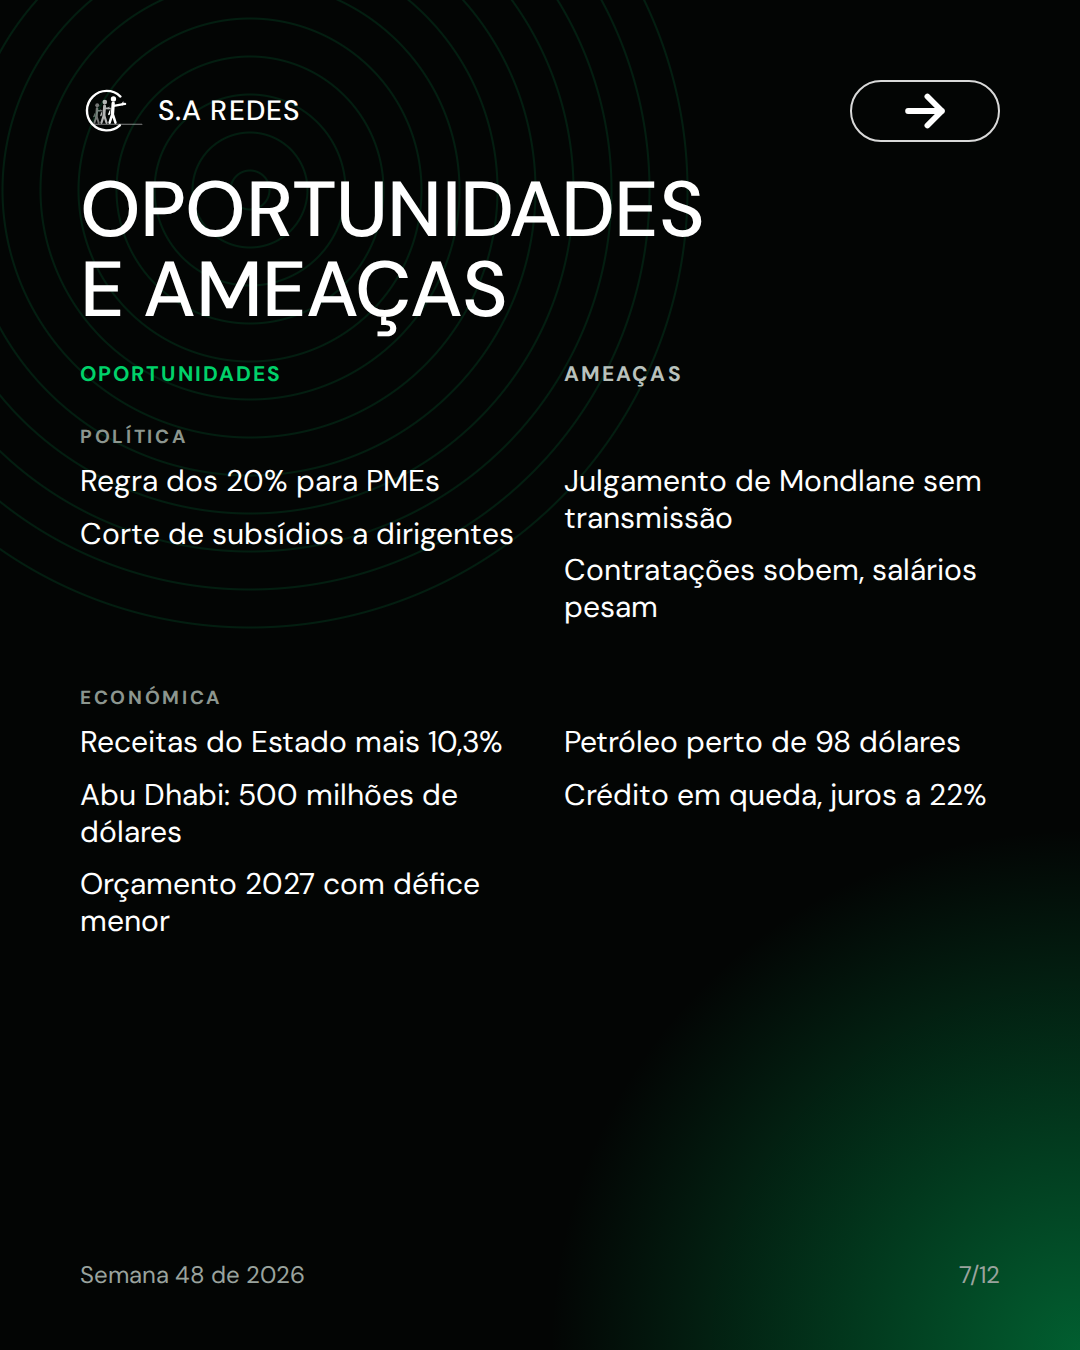 S.A REDES
OPORTUNIDADES
E AMEAÇAS
OPORTUNIDADES
AMEAÇAS
POLÍTICA
Regra dos 20% para PMEs
Corte de subsídios a dirigentes
Julgamento de Mondlane sem
transmissão
Contratações sobem, salários
pesam
ECONÓMICA
Receitas do Estado mais 10,3%
Abu Dhabi: 500 milhões de
dólares
Orçamento 2027 com défice
menor
Petróleo perto de 98 dólares
Crédito em queda, juros a 22%
Semana 48 de 2026
7/12